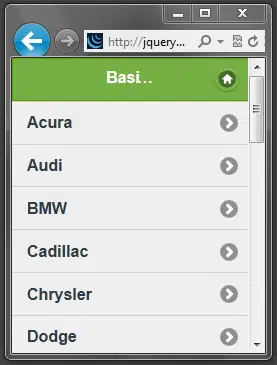 http://jquery...
Basi...
Acura
Audi
BMW
Cadillac
Chrysler
Dodge